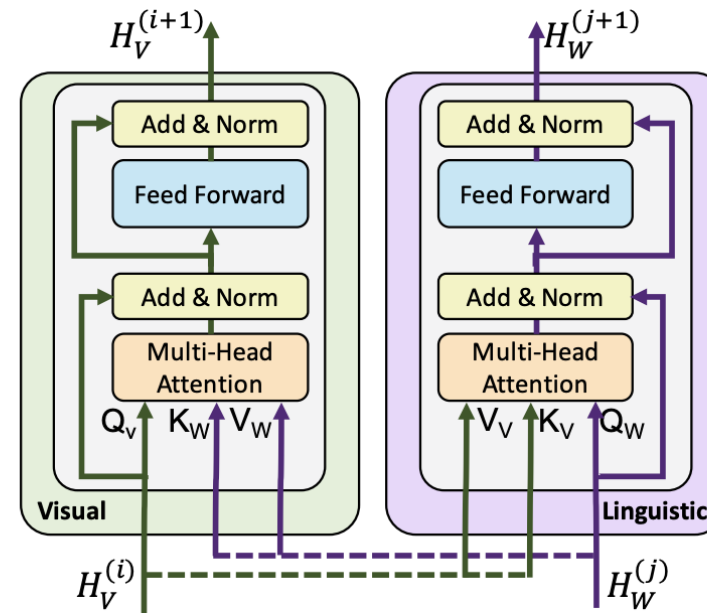 H_V^{(i+1)}
H_W^{(j+1)}
Add & Norm
Add & Norm
Feed Forward
Feed Forward
Add & Norm
Add & Norm
Multi-Head
Attention
Multi-Head
Attention
Q_v K_W V_W
V_V K_V Q_W
Visual
Linguistic
H_V^{(i)}
H_W^{(j)}